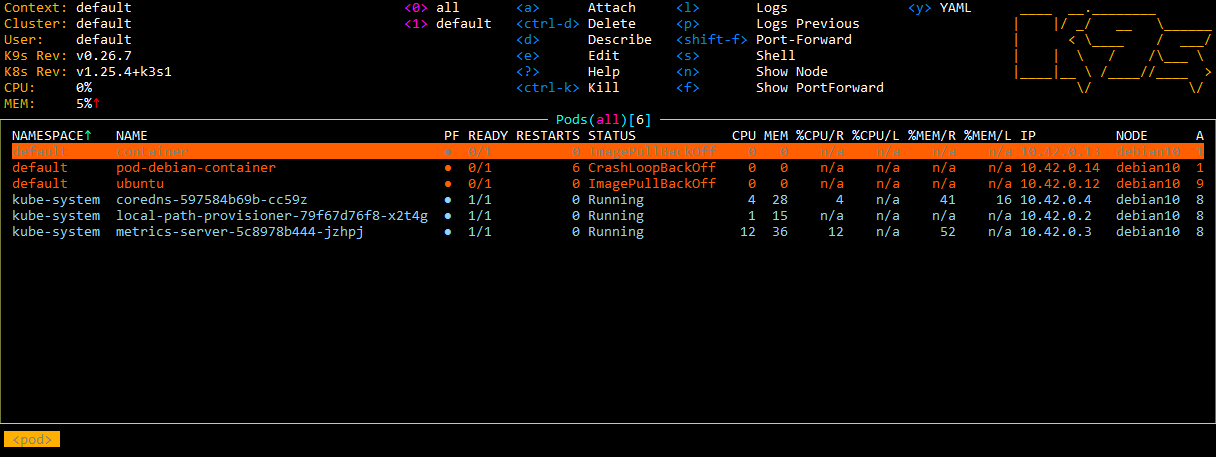 Context: default <0> all <a> Attach <l> Logs <y> YAML
Cluster: default <1> default <ctrl-d> Delete <p> Logs Previous
User: default <d> Describe <shift-f> Port-Forward
K9s Rev: v0.26.7 <e> Edit <s> Shell
K8s Rev: v1.25.4+k3s1 <?> Help <n> Show Node
CPU: 0% <ctrl-k> Kill <f> Show PortForward
MEM: 5%↑
Pods(all)[6]
NAMESPACE↑ NAME PF READY RESTARTS STATUS CPU MEM %CPU/R %CPU/L %MEM/R %MEM/L IP NODE A
default container ● 0/1 0 ImagePullBackOff 0 0 n/a n/a n/a n/a 10.42.0.13 debian10 1
default pod-debian-container ● 0/1 6 CrashLoopBackOff 0 0 n/a n/a n/a n/a 10.42.0.14 debian10 1
default ubuntu ● 0/1 0 ImagePullBackOff 0 0 n/a n/a n/a n/a 10.42.0.12 debian10 9
kube-system coredns-597584b69b-cc59z ● 1/1 0 Running 4 28 4 n/a 41 16 10.42.0.4 debian10 8
kube-system local-path-provisioner-79f67d76f8-x2t4g ● 1/1 0 Running 1 15 n/a n/a n/a n/a 10.42.0.2 debian10 8
kube-system metrics-server-5c8978b444-jzhpj ● 1/1 0 Running 12 36 12 n/a 52 n/a 10.42.0.3 debian10 8
<pod>